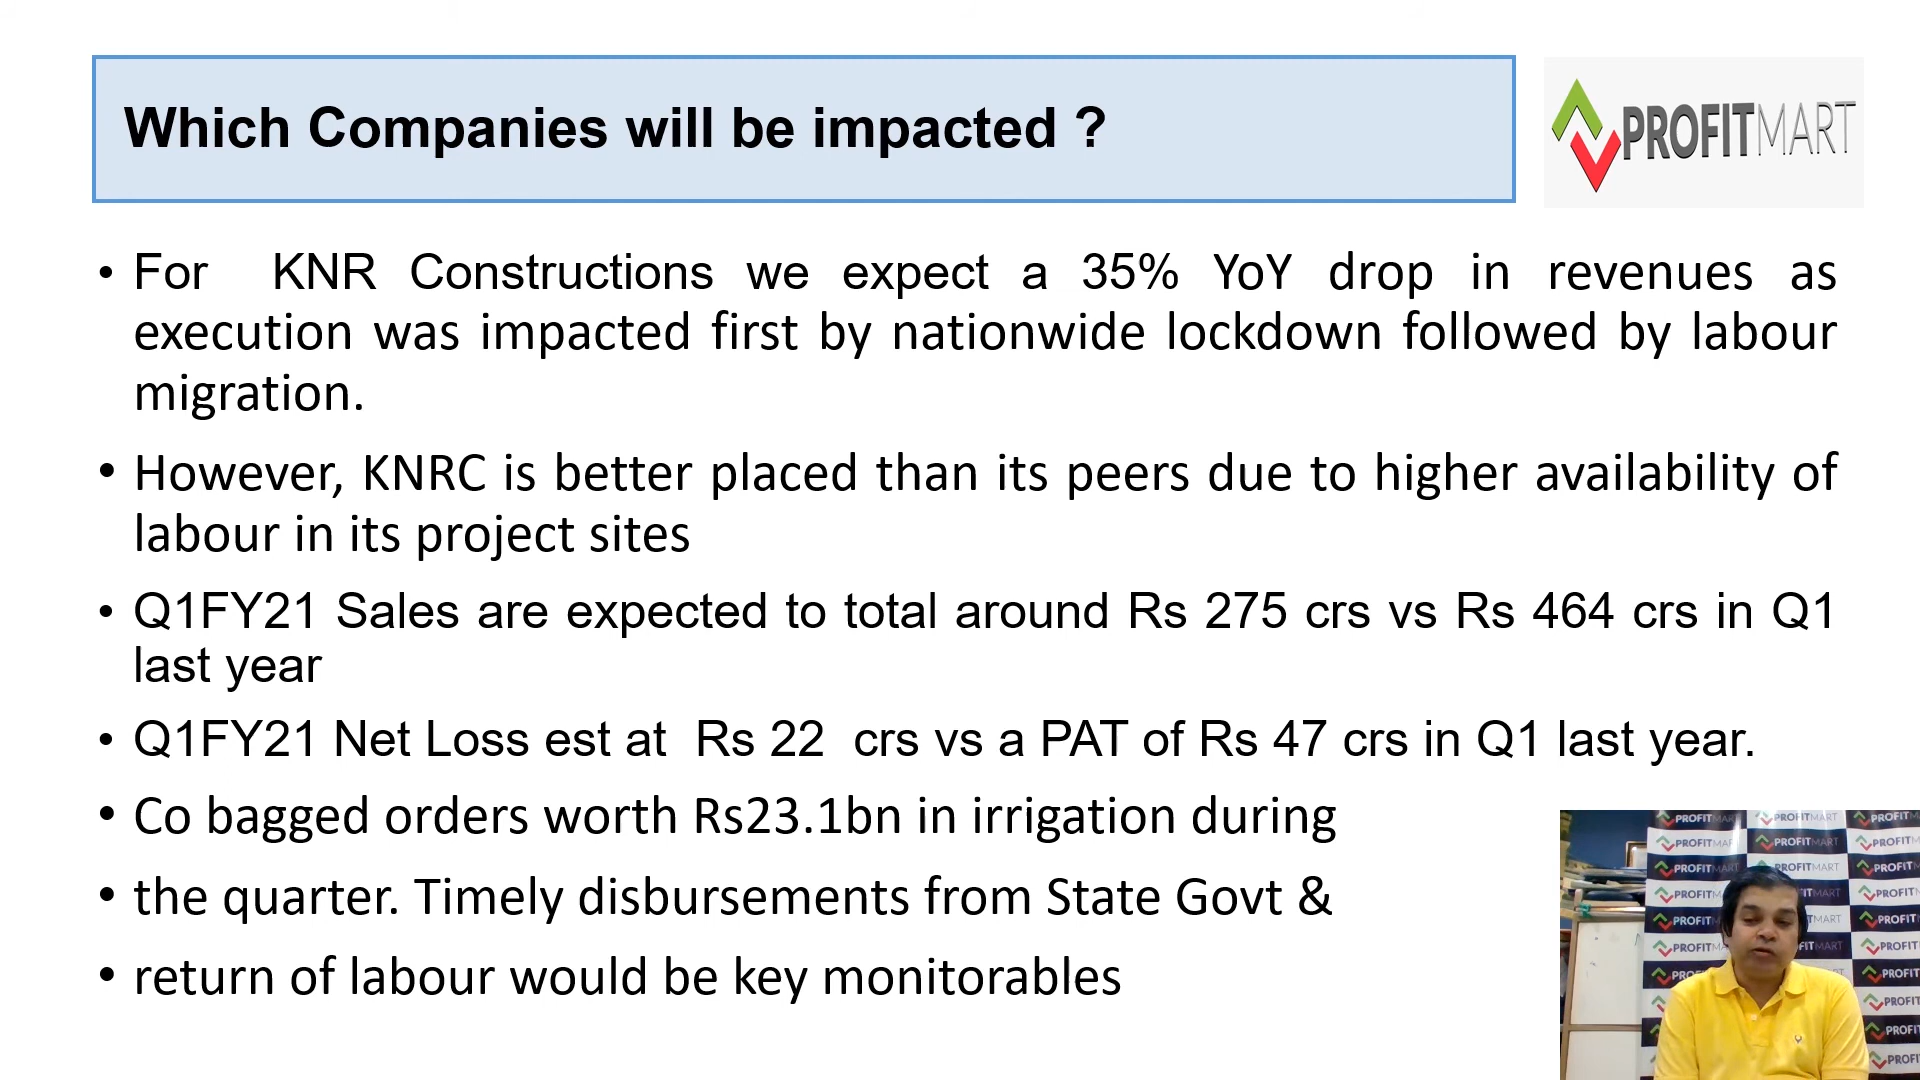 Which Companies will be impacted ?
PROFITMART
• For KNR Constructions we expect a 35% YoY drop in revenues as
execution was impacted first by nationwide lockdown followed by labour
migration.
• However, KNRC is better placed than its peers due to higher availability of
labour in its project sites
• Q1FY21 Sales are expected to total around Rs 275 crs vs Rs 464 crs in Q1
last year
• Q1FY21 Net Loss est at Rs 22 crs vs a PAT of Rs 47 crs in Q1 last year.
• Co bagged orders worth Rs23.1bn in irrigation during
• the quarter. Timely disbursements from State Govt &
• return of labour would be key monitorables